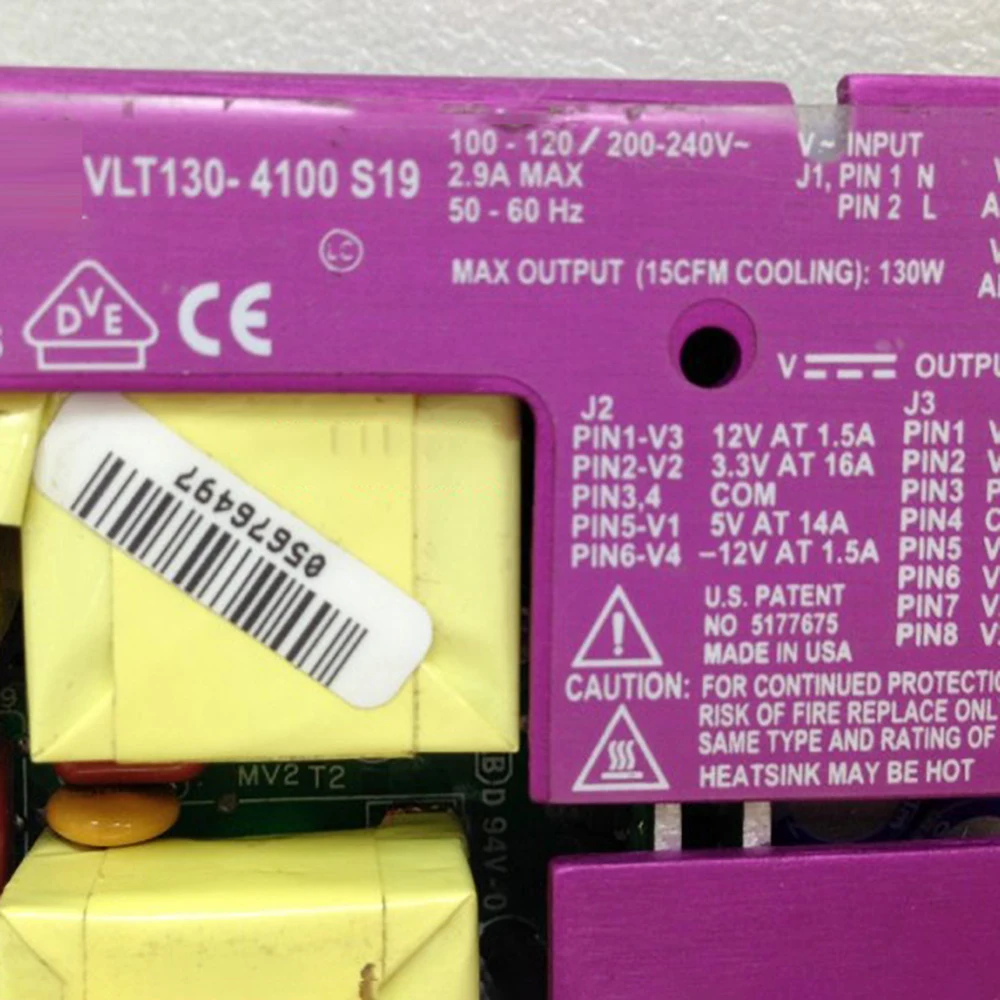 VLT130- 4100 S19
100 - 120 / 200-240V~
2.9A MAX
50 - 60 Hz
V~ INPUT
J1, PIN 1 N
PIN 2 L
LC
MAX OUTPUT (15CFM COOLING): 130W
DVE
CE
V OUTPU
J2
PIN1-V3 12V AT 1.5A
PIN2-V2 3.3V AT 16A
PIN3,4 COM
PIN5-V1 5V AT 14A
PIN6-V4 –12V AT 1.5A
J3
PIN1 V
PIN2 V
PIN3
PIN4
PIN5 V
PIN6 V
PIN7 V
PIN8 V
U.S. PATENT
NO 5177675
MADE IN USA
CAUTION: FOR CONTINUED PROTECTIO
RISK OF FIRE REPLACE ONL
SAME TYPE AND RATING OF
HEATSINK MAY BE HOT
05676497
MV2 T2
D 94V-0